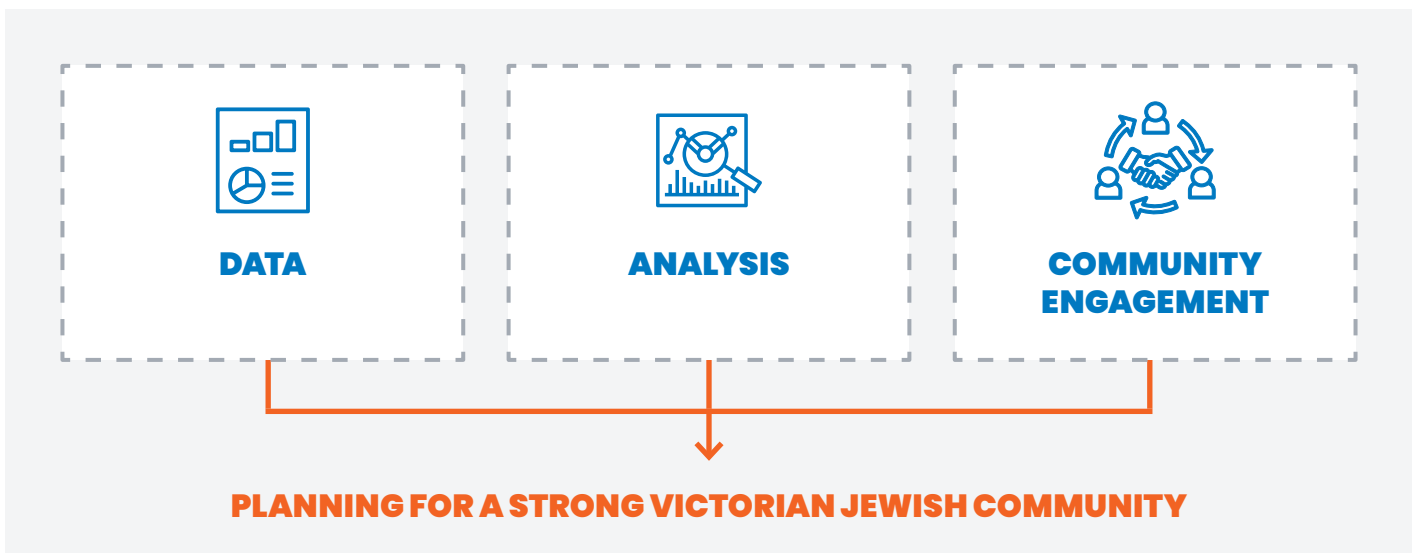 DATA
ANALYSIS
COMMUNITY
ENGAGEMENT
PLANNING FOR A STRONG VICTORIAN JEWISH COMMUNITY